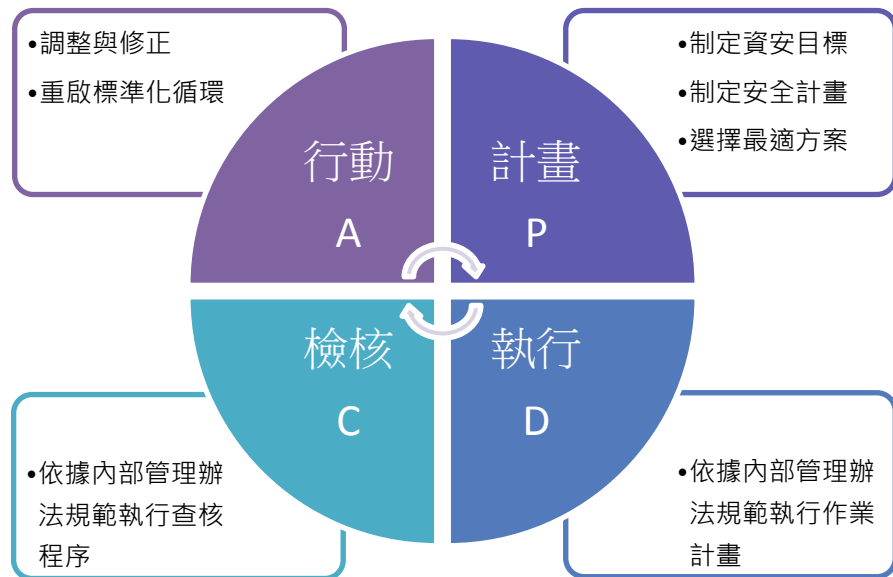 •調整與修正
•重啟標準化循環
•制定資安目標
•制定安全計畫
•選擇最適方案
行動
A
計畫
P
檢核
C
執行
D
•依據內部管理辦
法規範執行查核
程序
•依據內部管理辦
法規範執行作業
計畫